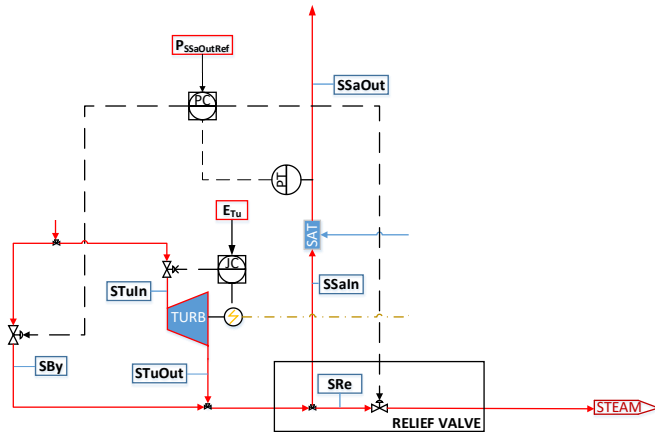 P_SSaOutRef
SSaOut
PC
PT
E_Tu
SAT
JC
SSaIn
STuIn
TURB
SBy
STuOut
SRe
STEAM
RELIEF VALVE